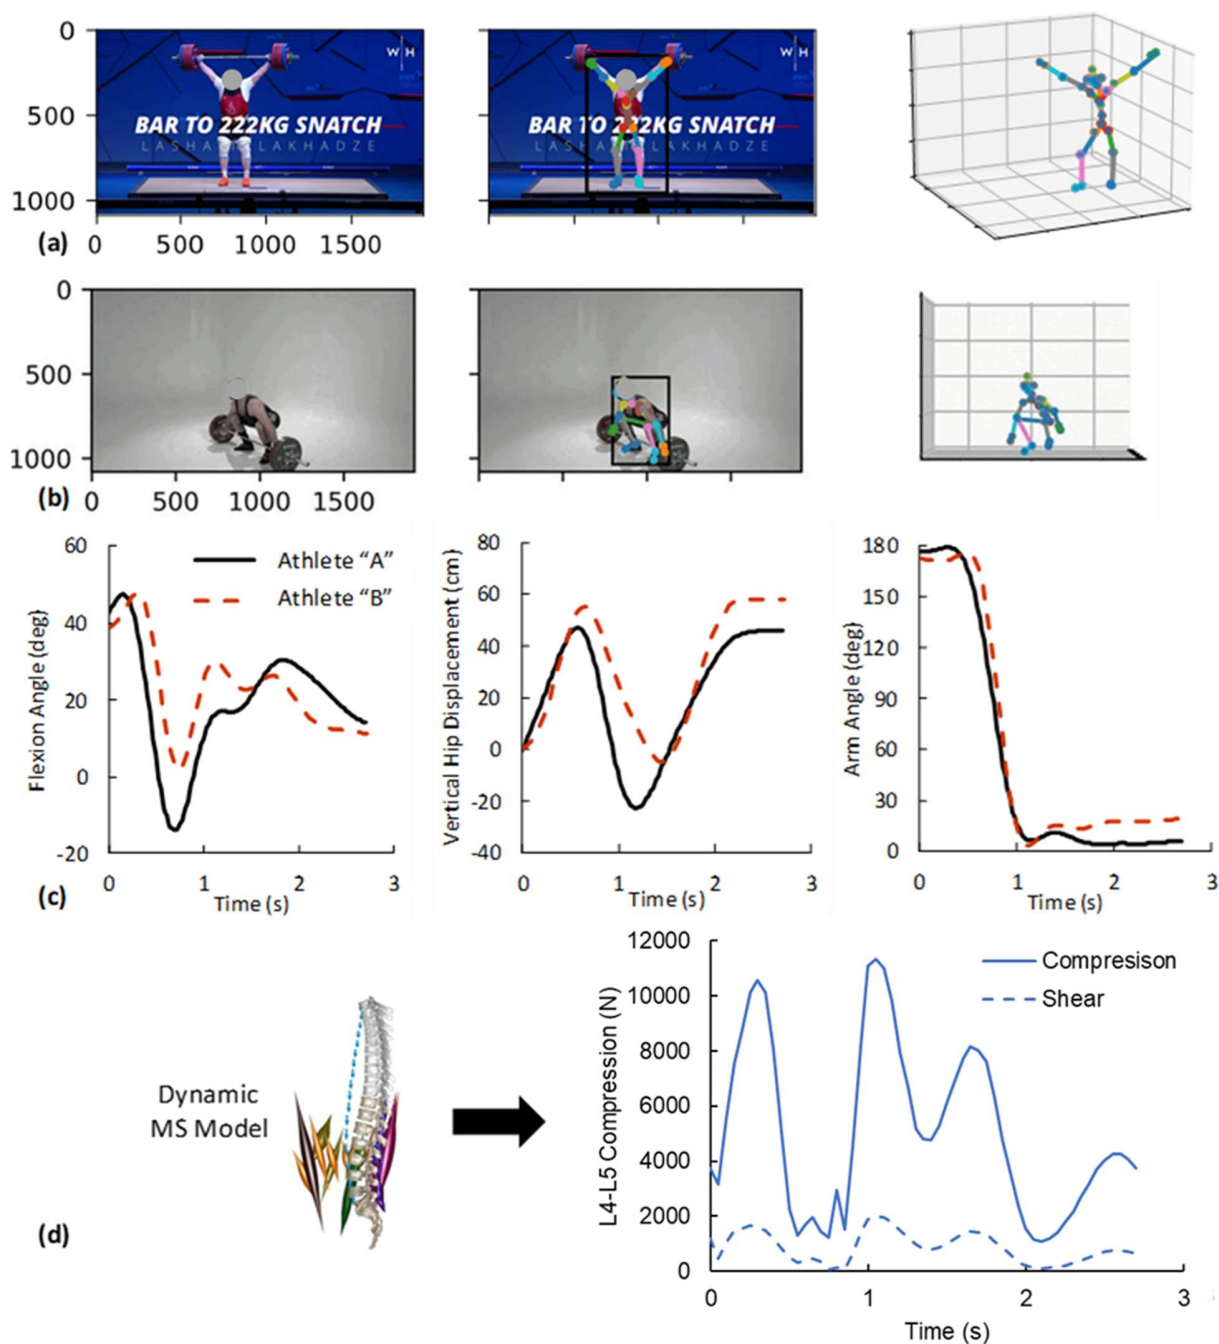 0
500
1000
0 500 1000 1500
W H
BAR TO 222KG SNATCH
W H
BAR TO 222KG SNATCH
(a)
0
500
1000
0 500 1000 1500
(b)
60
40
20
0
-20
0 1 2 3
Flexion Angle (deg)
Time (s)
Athlete “A”
Athlete “B”
80
60
40
20
0
-20
-40
0 1 2 3
Vertical Hip Displacement (cm)
Time (s)
180
150
120
90
60
30
0
0 1 2 3
Arm Angle (deg)
Time (s)
(c)
Dynamic
MS Model
12000
10000
8000
6000
4000
2000
0
0 1 2 3
L4-L5 Compression (N)
Time (s)
Compresison
Shear
(d)